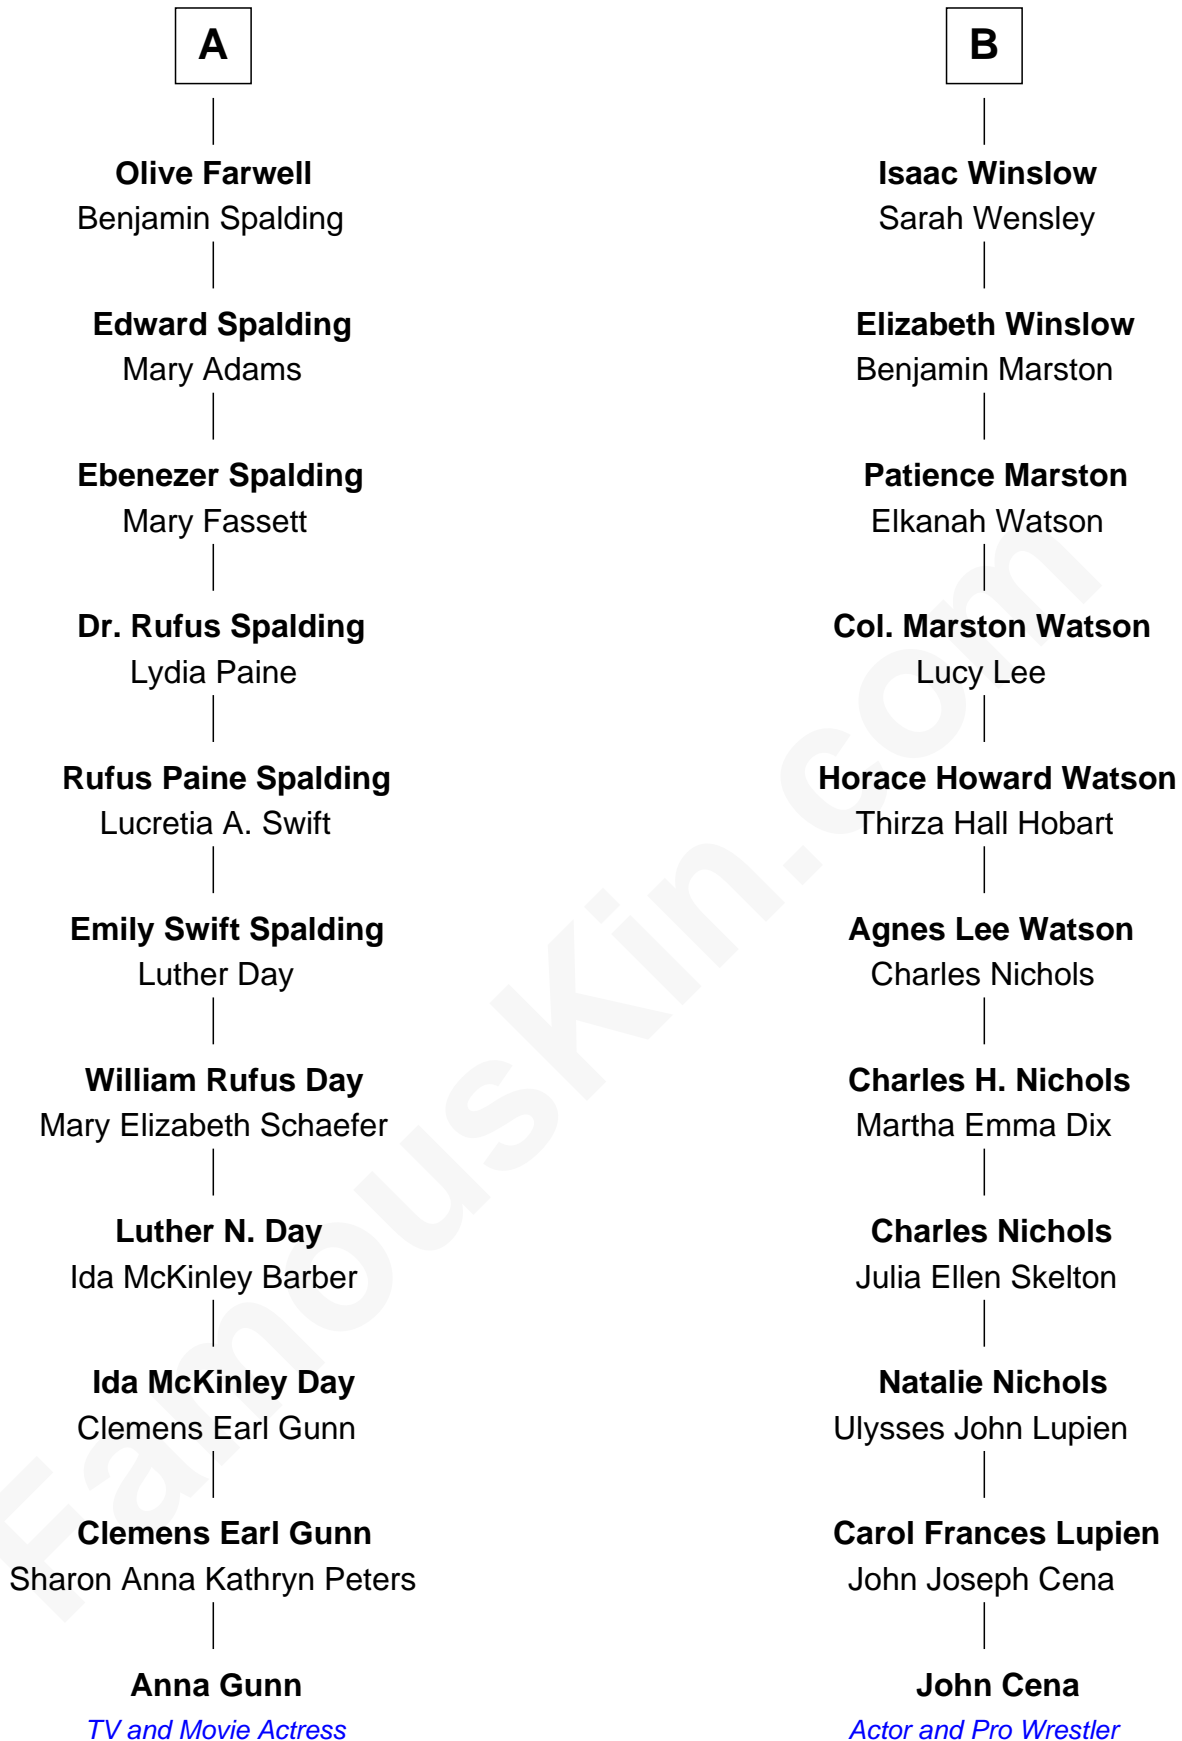 A
Olive Farwell
Benjamin Spalding
Edward Spalding
Mary Adams
Ebenezer Spalding
Mary Fassett
Dr. Rufus Spalding
Lydia Paine
Rufus Paine Spalding
Lucretia A. Swift
Emily Swift Spalding
Luther Day
William Rufus Day
Mary Elizabeth Schaefer
Luther N. Day
Ida McKinley Barber
Ida McKinley Day
Clemens Earl Gunn
Clemens Earl Gunn
Sharon Anna Kathryn Peters
Anna Gunn
TV and Movie Actress
B
Isaac Winslow
Sarah Wensley
Elizabeth Winslow
Benjamin Marston
Patience Marston
Elkanah Watson
Col. Marston Watson
Lucy Lee
Horace Howard Watson
Thirza Hall Hobart
Agnes Lee Watson
Charles Nichols
Charles H. Nichols
Martha Emma Dix
Charles Nichols
Julia Ellen Skelton
Natalie Nichols
Ulysses John Lupien
Carol Frances Lupien
John Joseph Cena
John Cena
Actor and Pro Wrestler
FamousKin.com